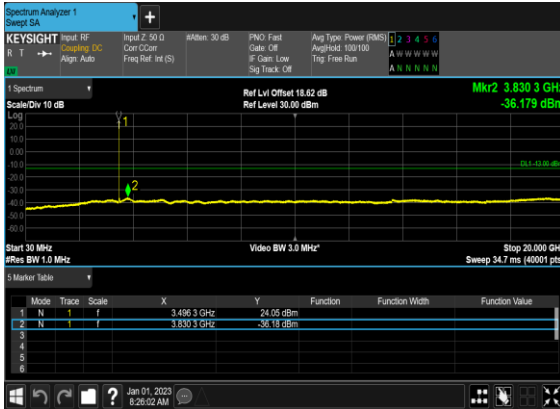 Spectrum Analyzer 1
Swept SA
+
KEYSIGHT
R T
Input: RF
Coupling: DC
Align: Auto
Input Z: 50 Ω
Corr CCorr
Freq Ref: Int (S)
#Atten: 30 dB
PNO: Fast
Gate: Off
IF Gain: Low
Sig Track: Off
Avg Type: Power (RMS)
Avg|Hold: 100/100
Trig: Free Run
1 2 3 4 5 6
A W W W W W
A N N N N N
1 Spectrum
Scale/Div 10 dB
Log
Ref Lvl Offset 18.62 dB
Ref Level 30.00 dBm
Mkr2 3.830 3 GHz
-36.179 dBm
20.0
10.0
0.00
-10.0
-20.0
-30.0
-40.0
-50.0
-60.0
1
2
DL1 -13.00 dBm
Start 30 MHz
#Res BW 1.0 MHz
Video BW 3.0 MHz*
Stop 20.000 GHz
Sweep 34.7 ms (40001 pts)
5 Marker Table
Mode Trace Scale X Y Function Function Width Function Value
1 N 1 f 3.496 3 GHz 24.05 dBm
2 N 1 f 3.830 3 GHz -36.18 dBm
3
4
5
6
?
Jan 01, 2023
8:26:02 AM